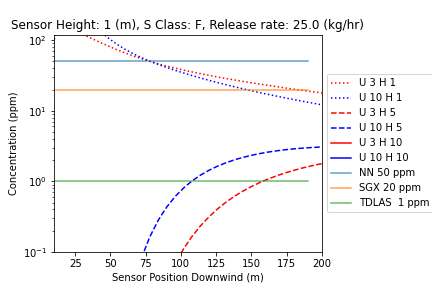 Sensor Height: 1 (m), S Class: F, Release rate: 25.0 (kg/hr)
Concentration (ppm)
10²
10¹
10⁰
10⁻¹
25 50 75 100 125 150 175 200
Sensor Position Downwind (m)
U 3 H 1
U 10 H 1
U 3 H 5
U 10 H 5
U 3 H 10
U 10 H 10
NN 50 ppm
SGX 20 ppm
TDLAS 1 ppm